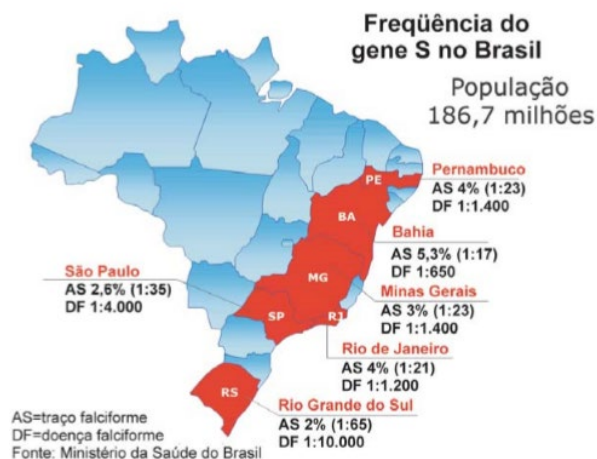 Freqüência do
gene S no Brasil
População
186,7 milhões
PE
Pernambuco
AS 4% (1:23)
DF 1:1.400
BA
Bahia
AS 5,3% (1:17)
DF 1:650
MG
Minas Gerais
AS 3% (1:23)
DF 1:1.400
São Paulo
AS 2,6% (1:35)
DF 1:4.000
SP
RJ
Rio de Janeiro
AS 4% (1:21)
DF 1:1.200
RS
Rio Grande do Sul
AS 2% (1:65)
DF 1:10.000
AS=traço falciforme
DF=doença falciforme
Fonte: Ministério da Saúde do Brasil